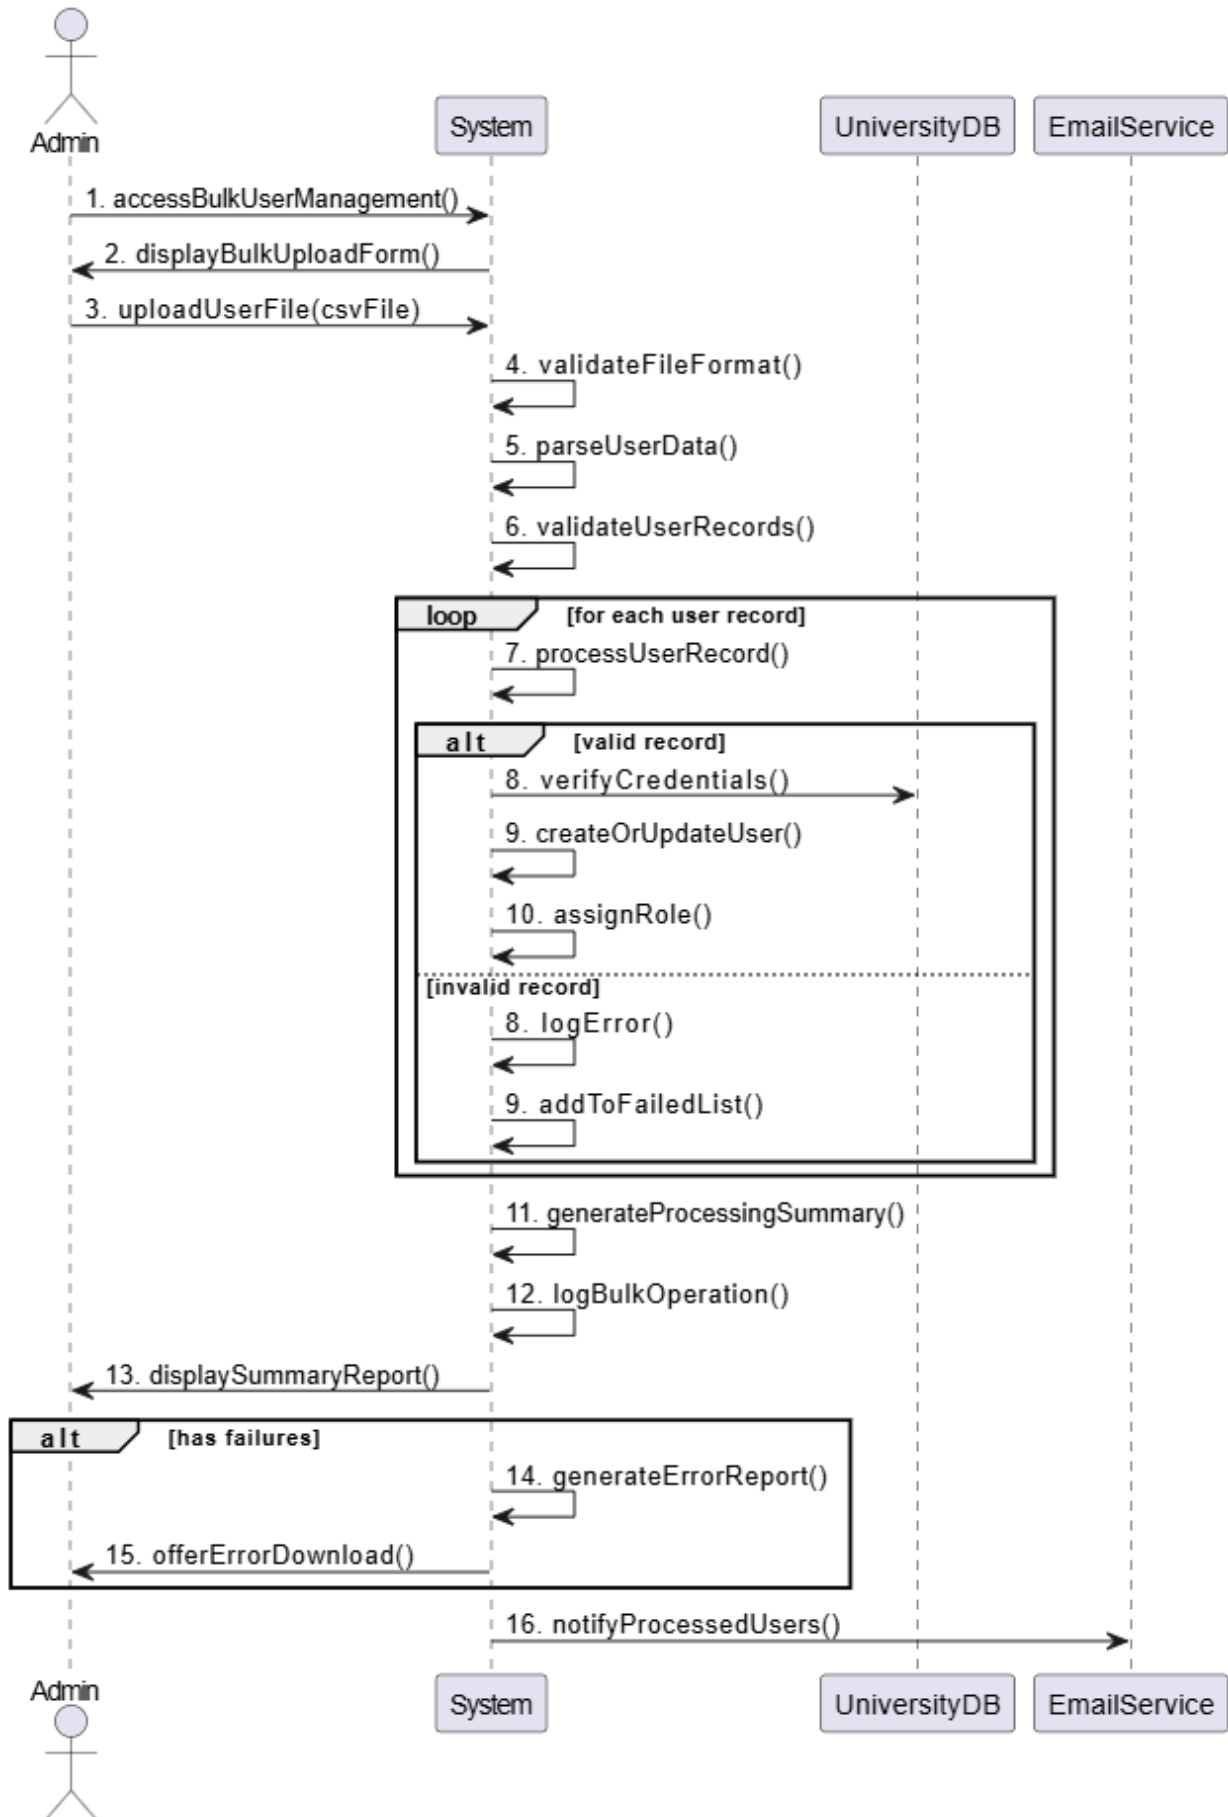 Admin
System
UniversityDB
EmailService
1. accessBulkUserManagement()
2. displayBulkUploadForm()
3. uploadUserFile(csvFile)
4. validateFileFormat()
5. parseUserData()
6. validateUserRecords()
loop [for each user record]
7. processUserRecord()
alt [valid record]
8. verifyCredentials()
9. createOrUpdateUser()
10. assignRole()
[invalid record]
8. logError()
9. addToFailedList()
11. generateProcessingSummary()
12. logBulkOperation()
13. displaySummaryReport()
alt [has failures]
14. generateErrorReport()
15. offerErrorDownload()
16. notifyProcessedUsers()
Admin
System
UniversityDB
EmailService